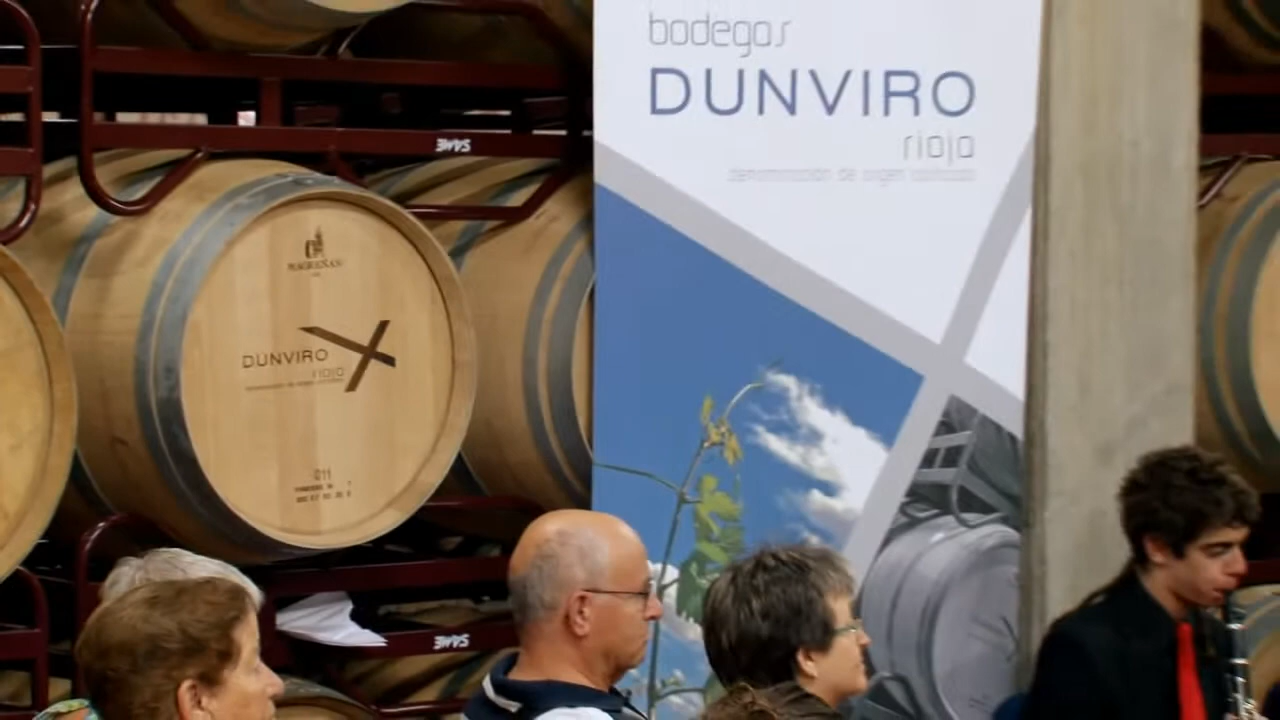 bodegas
DUNVIRO
rioja
denominación de origen calificada
SAME
MAGREÑAN
DUNVIRO
rioja
SAME